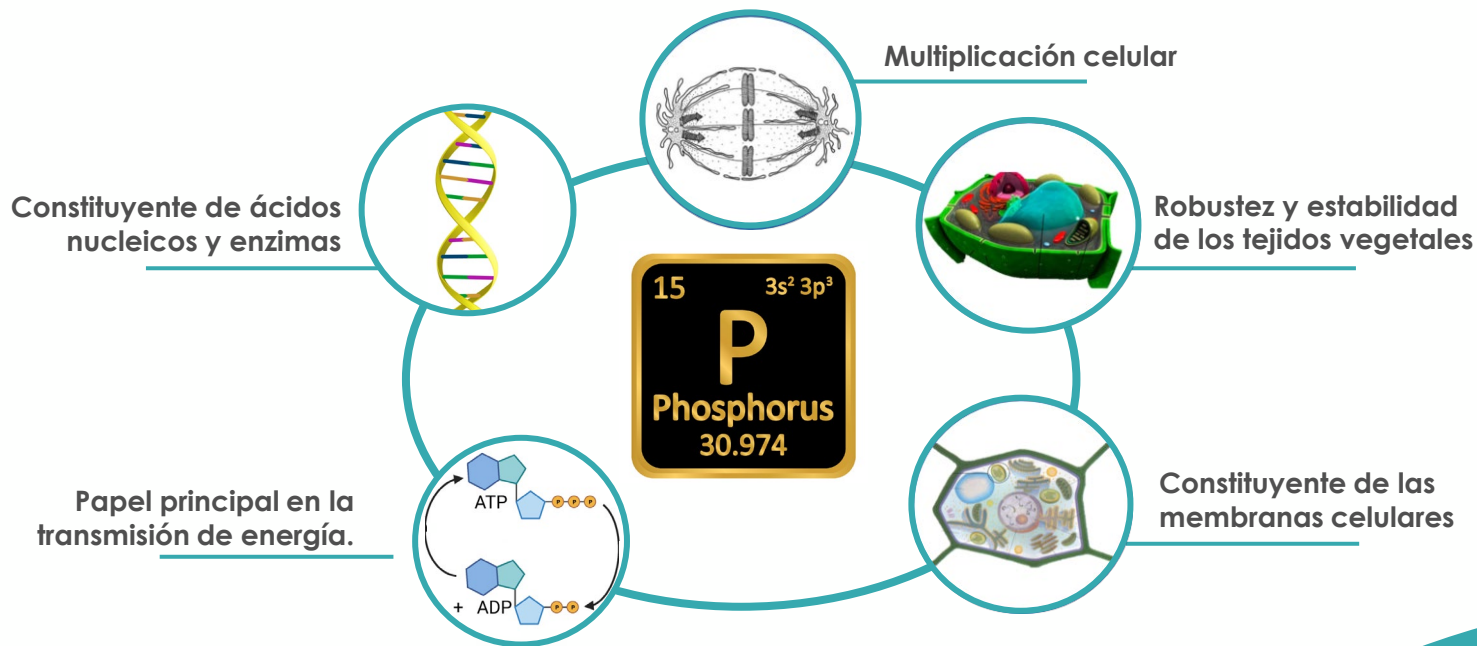 Multiplicación celular
Constituyente de ácidos
nucleicos y enzimas
Robustez y estabilidad
de los tejidos vegetales
15 3s² 3p³
P
Phosphorus
30.974
Papel principal en la
transmisión de energía.
ATP
P P P
+ ADP
P P
Constituyente de las
membranas celulares